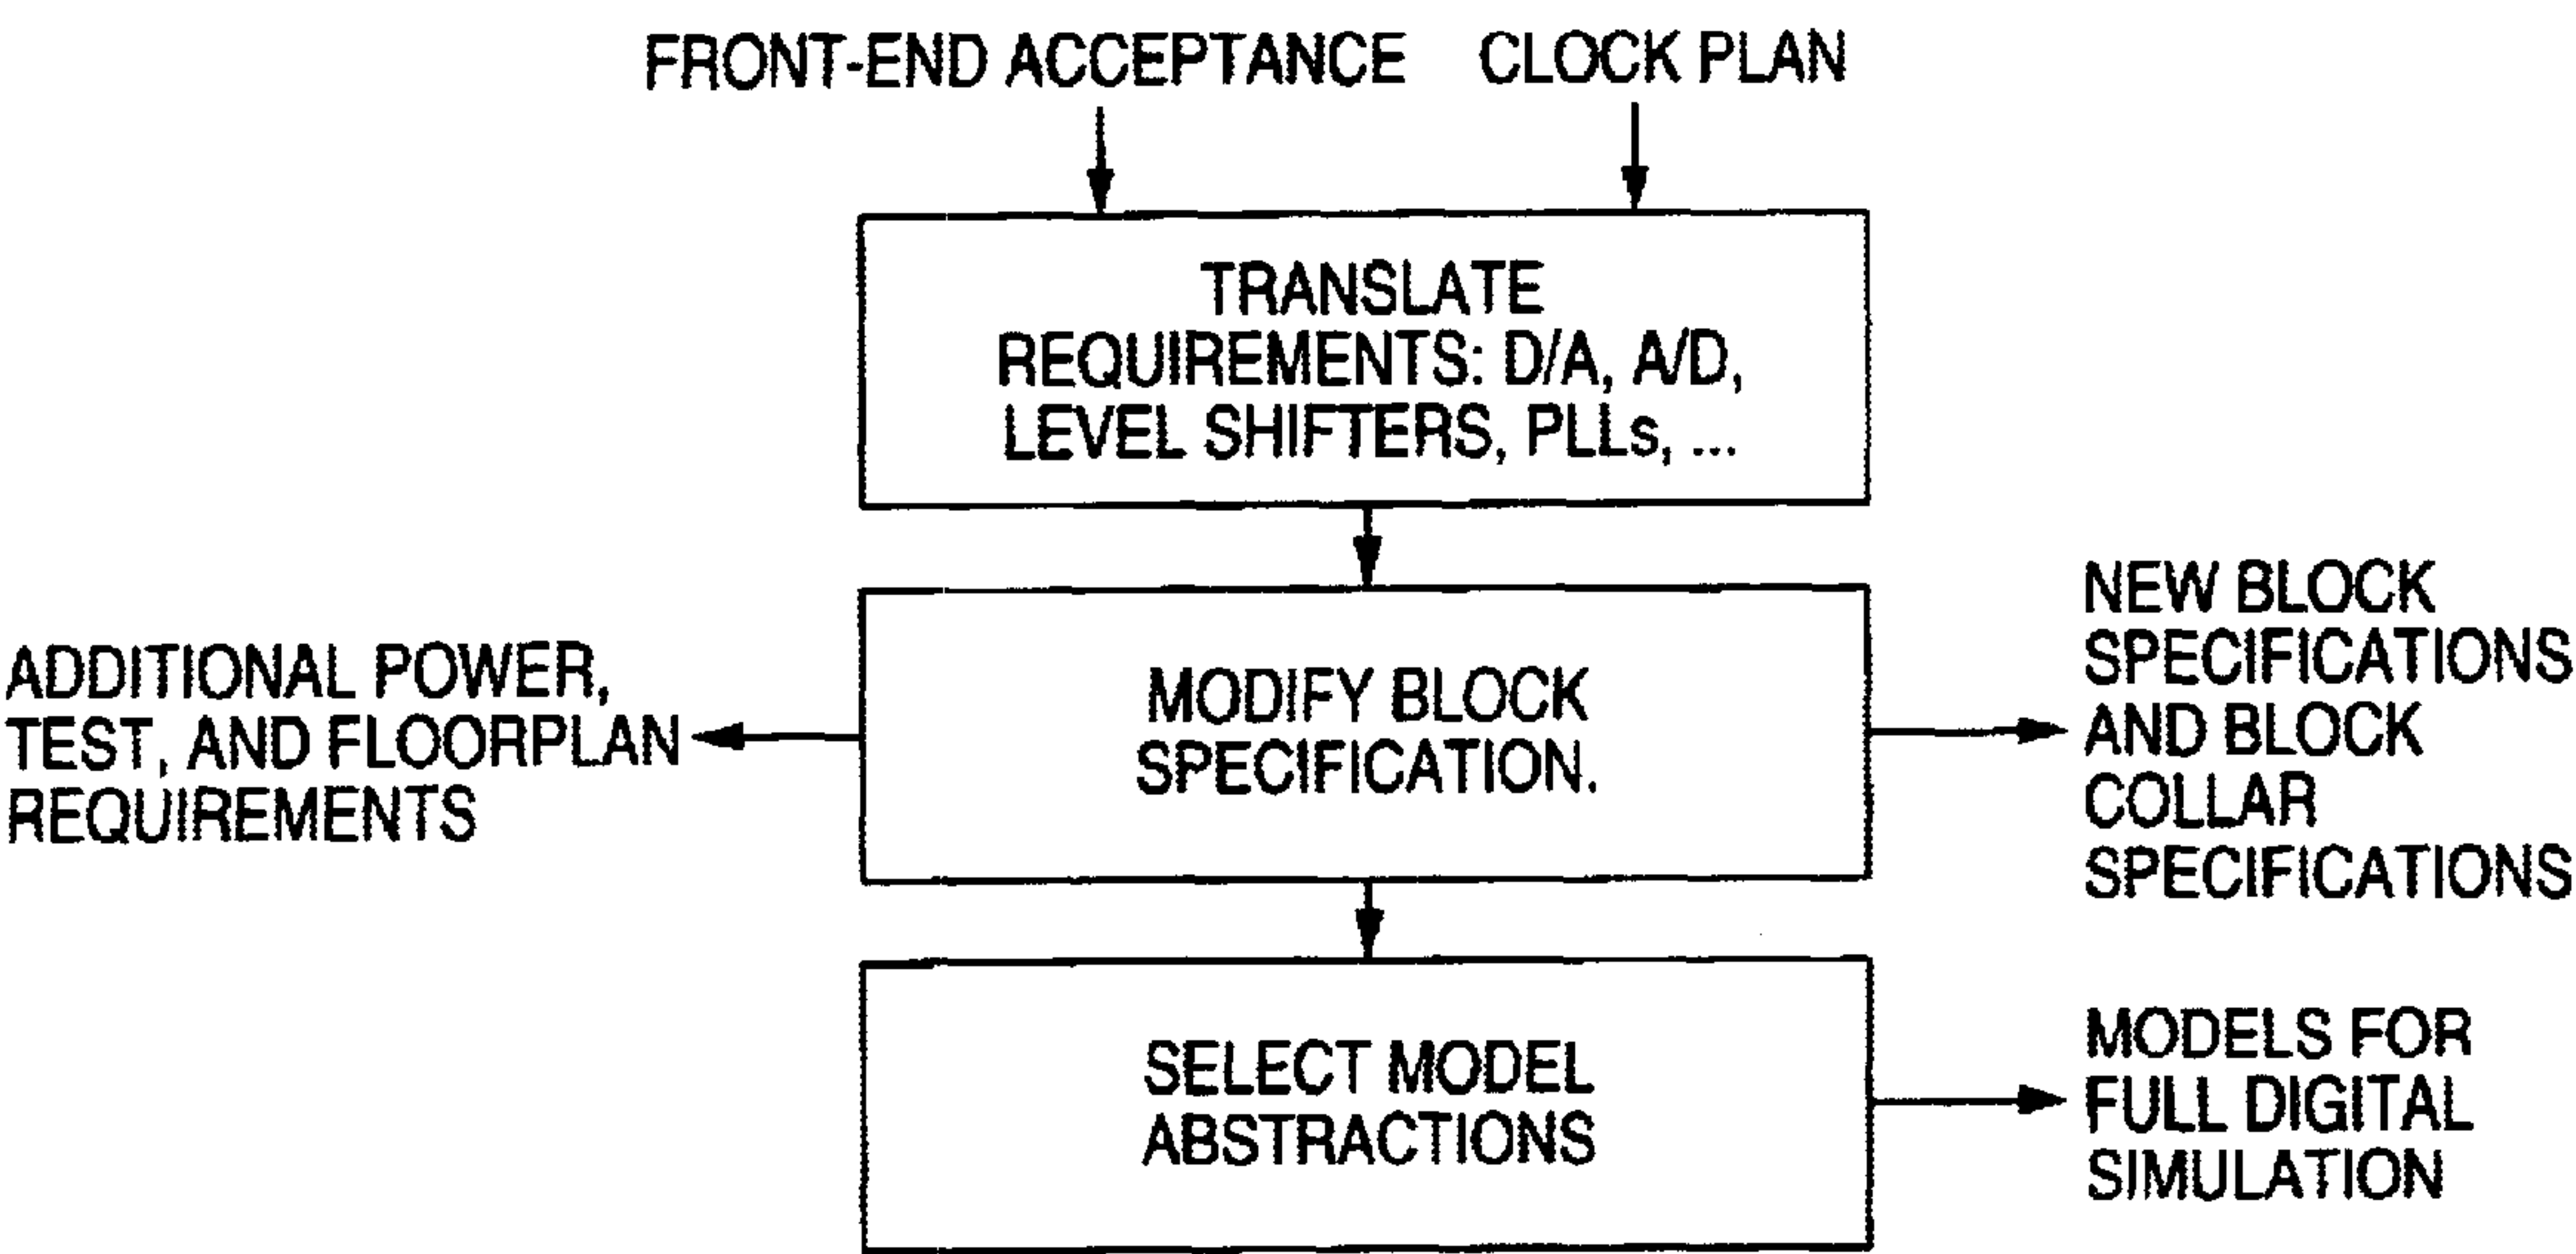 FRONT-END ACCEPTANCE CLOCK PLAN
TRANSLATE
REQUIREMENTS: D/A, A/D,
LEVEL SHIFTERS, PLLs, ...
ADDITIONAL POWER,
TEST, AND FLOORPLAN
REQUIREMENTS
MODIFY BLOCK
SPECIFICATION.
NEW BLOCK
SPECIFICATIONS
AND BLOCK
COLLAR
SPECIFICATIONS
SELECT MODEL
ABSTRACTIONS
MODELS FOR
FULL DIGITAL
SIMULATION